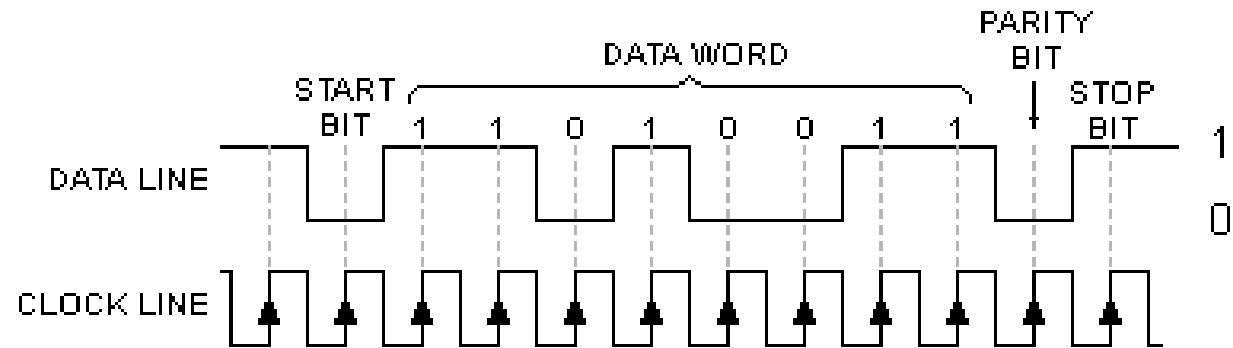 PARITY
BIT
DATA WORD
START
BIT
STOP
BIT
1 1 0 1 0 0 1 1
1
DATA LINE
0
CLOCK LINE